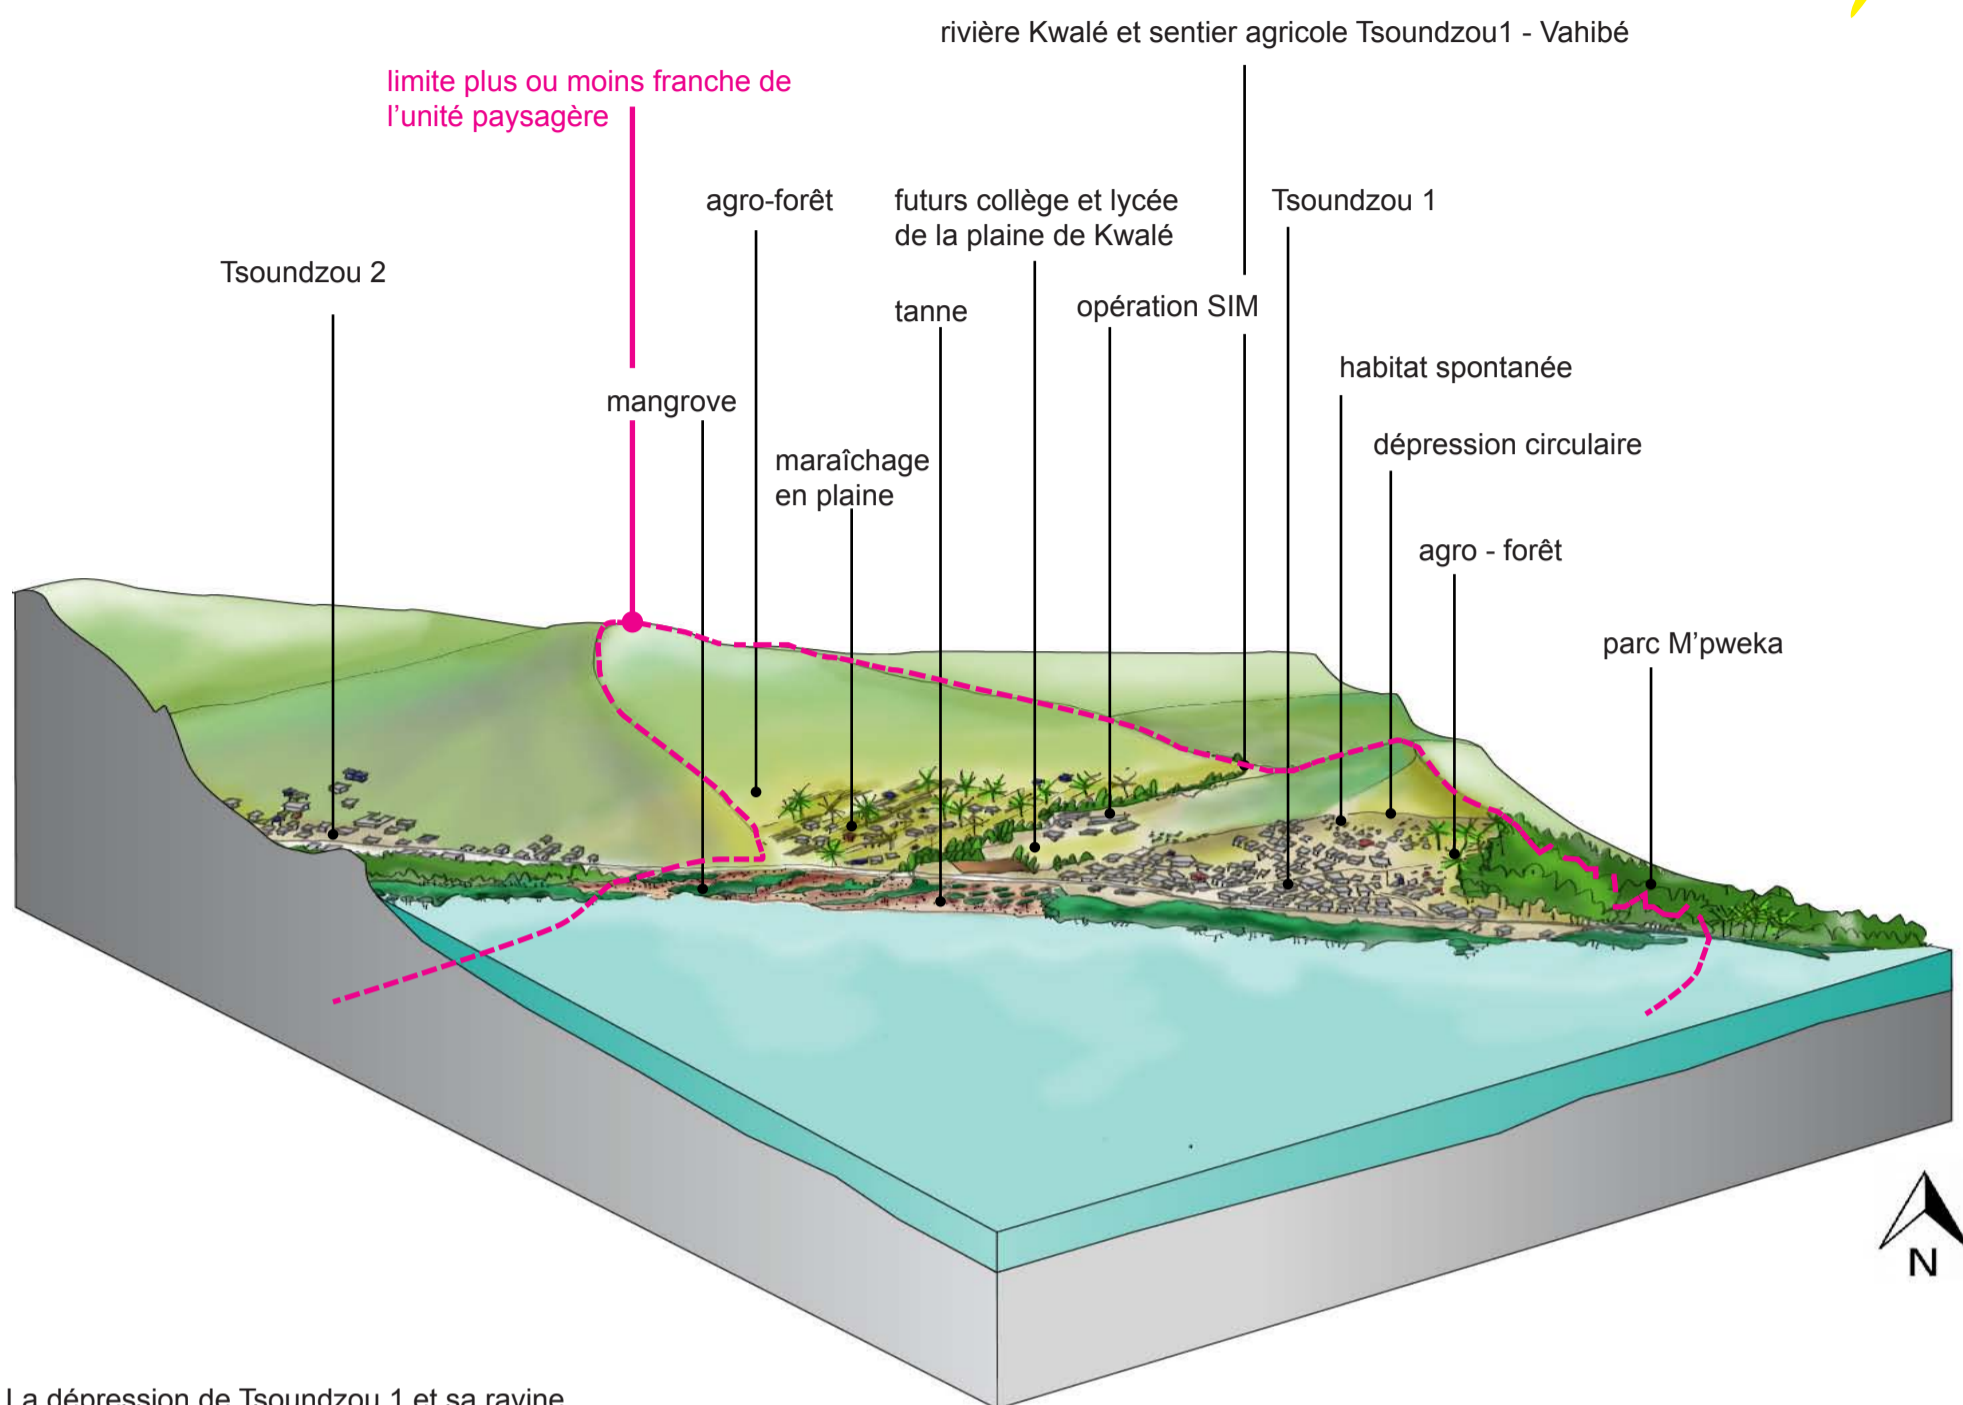 rivière Kwalé et sentier agricole Tsoundzou1 - Vahibé
limite plus ou moins franche de
l'unité paysagère
agro-forêt
futurs collège et lycée
de la plaine de Kwalé
Tsoundzou 1
Tsoundzou 2
tanne
opération SIM
habitat spontanée
mangrove
dépression circulaire
maraîchage
en plaine
agro - forêt
parc M'pweka
N
La dépression de Tsoundzou 1 et sa ravine